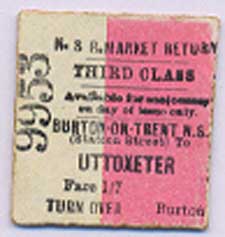 9953
N. S R. MARKET RETURN
THIRD CLASS
Available for one journey
on day of issue only.
BURTON-ON-TRENT N.S.
(Station Street) To
UTTOXETER
Fare 1/7
TURN OVER Burton